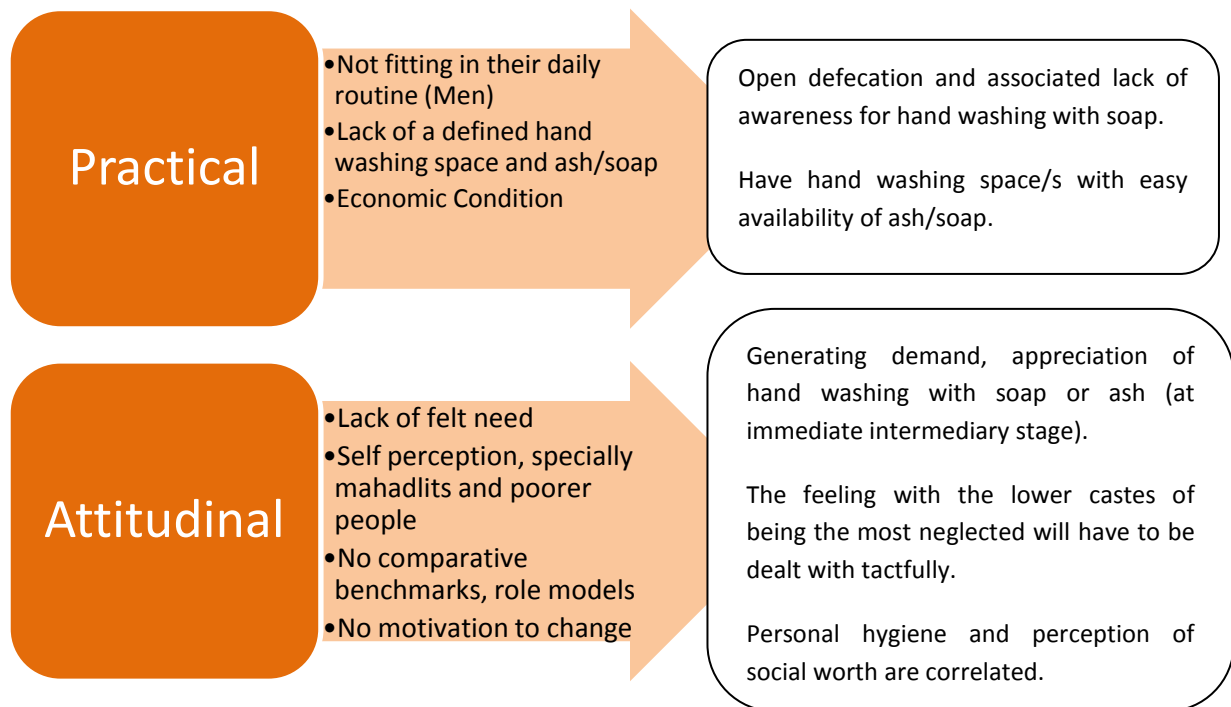 Practical
•Not fitting in their daily
routine (Men)
•Lack of a defined hand
washing space and ash/soap
•Economic Condition
Open defecation and associated lack of
awareness for hand washing with soap.
Have hand washing space/s with easy
availability of ash/soap.
Attitudinal
•Lack of felt need
•Self perception, specially
mahadlits and poorer
people
•No comparative
benchmarks, role models
•No motivation to change
Generating demand, appreciation of
hand washing with soap or ash (at
immediate intermediary stage).
The feeling with the lower castes of
being the most neglected will have to be
dealt with tactfully.
Personal hygiene and perception of
social worth are correlated.